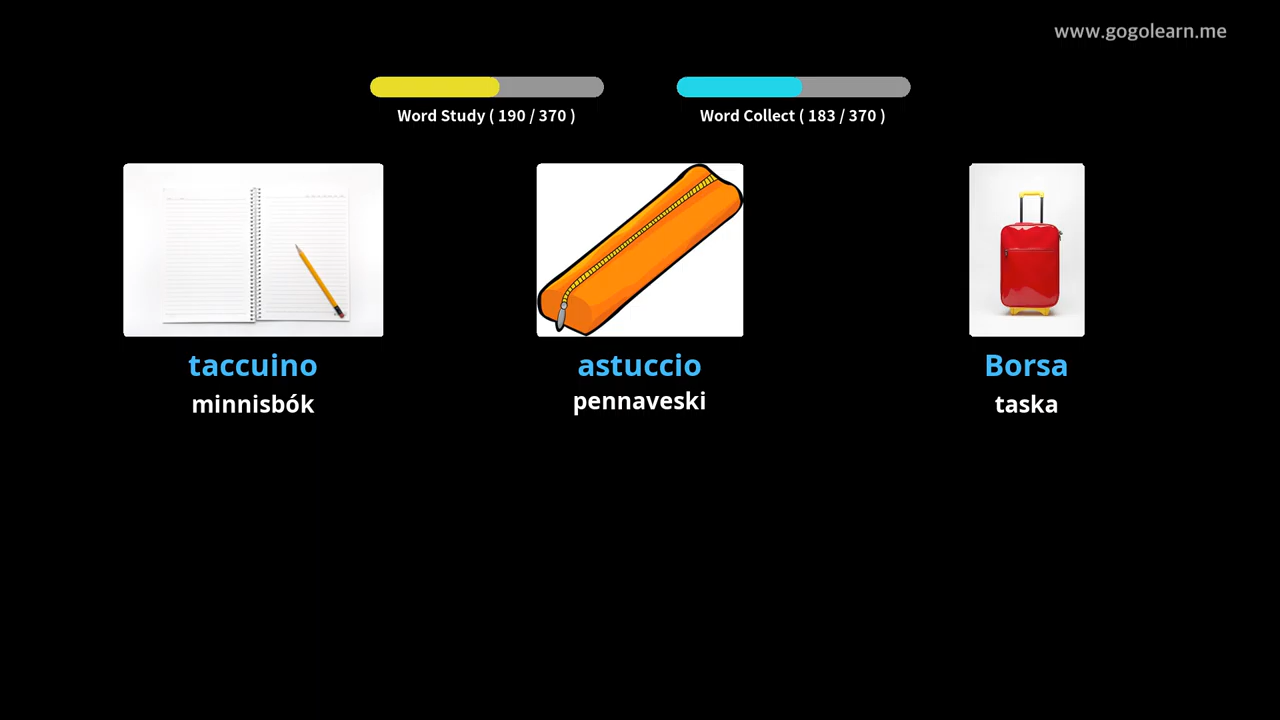 www.gogolearn.me
Word Study ( 190 / 370 )
Word Collect ( 183 / 370 )
taccuino
minnisbók
astuccio
pennaveski
Borsa
taska